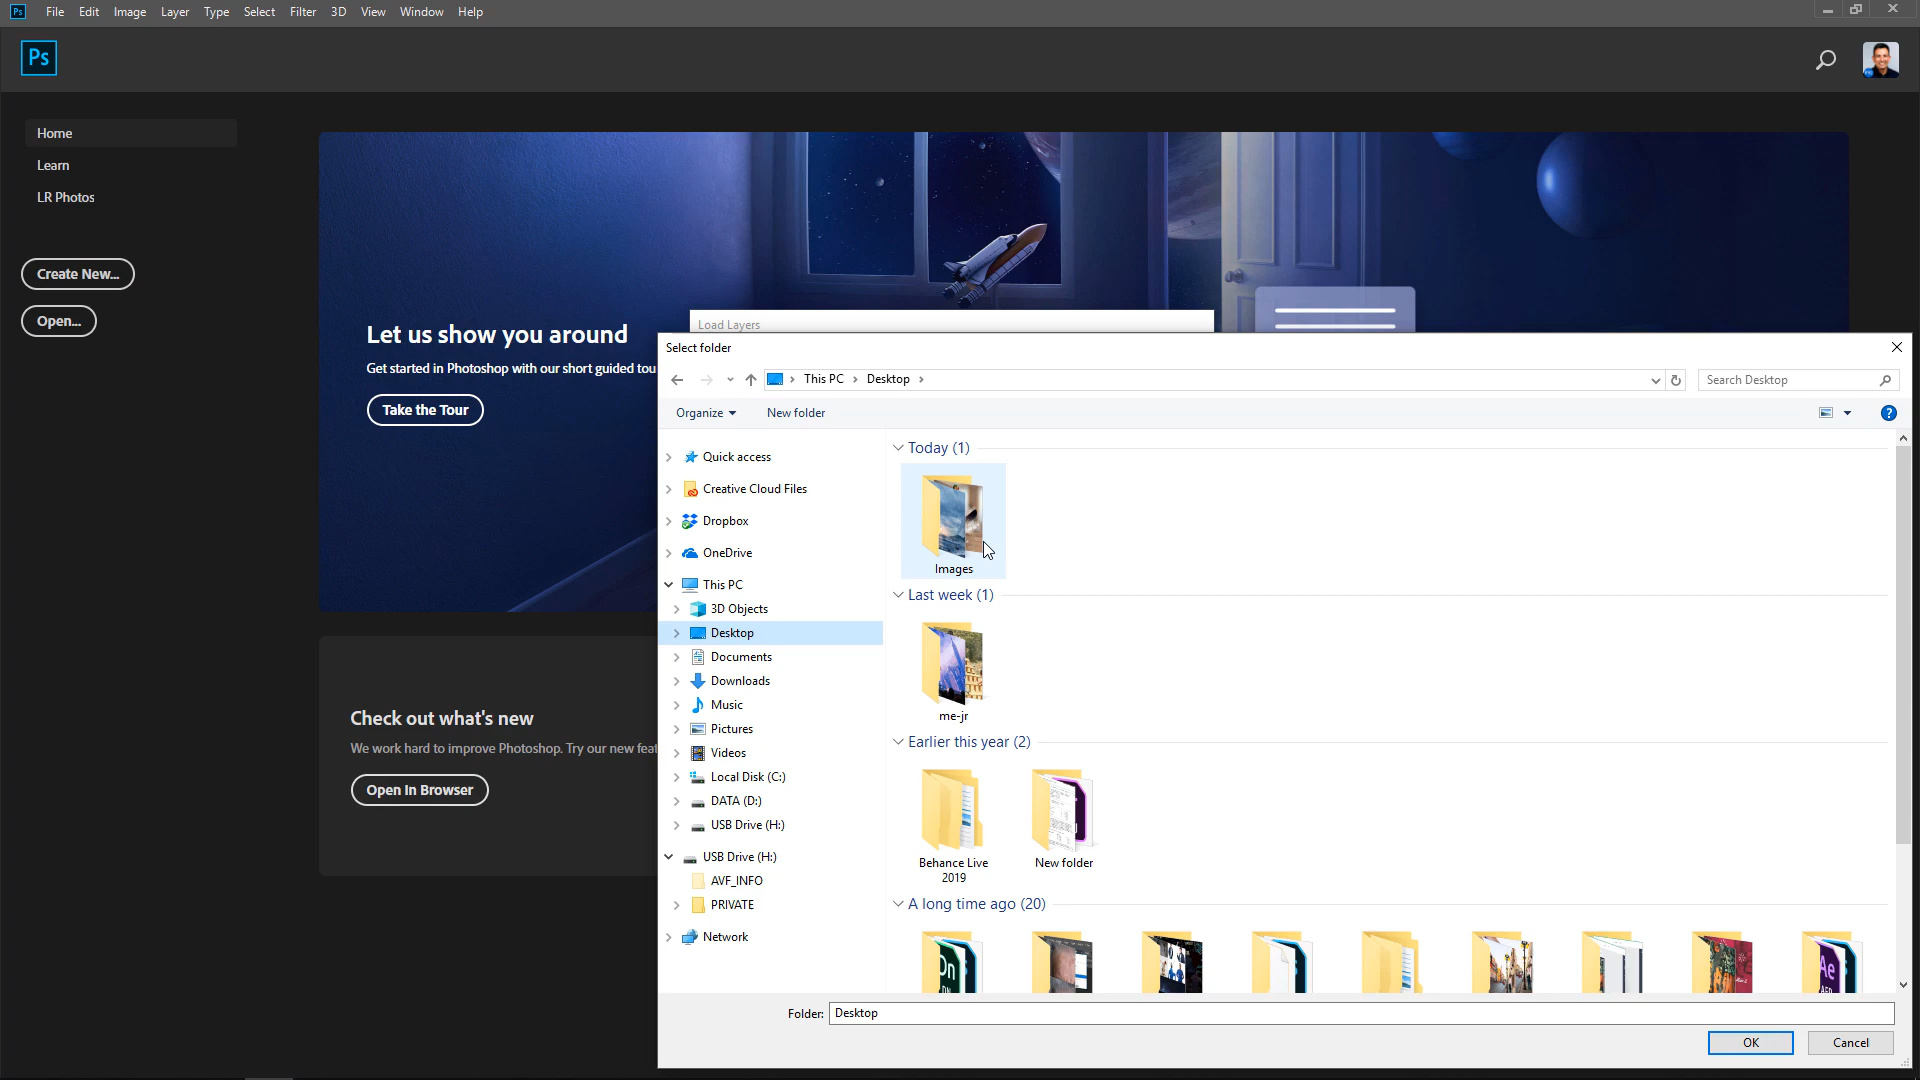 Ps File Edit Image Layer Type Select Filter 3D View Window Help
Ps
Home
Learn
LR Photos
Create New...
Open...
Let us show you around
Get started in Photoshop with our short guided tou
Take the Tour
Check out what's new
We work hard to improve Photoshop. Try our new feat
Open In Browser
Load Layers
Select folder
This PC Desktop
Search Desktop
Organize New folder
Quick access
Creative Cloud Files
Dropbox
OneDrive
This PC
3D Objects
Desktop
Documents
Downloads
Music
Pictures
Videos
Local Disk (C:)
DATA (D:)
USB Drive (H:)
USB Drive (H:)
AVF_INFO
PRIVATE
Network
Today (1)
Images
Last week (1)
me-jr
Earlier this year (2)
Behance Live
2019
New folder
A long time ago (20)
Dn
Ae
Folder: Desktop
OK Cancel